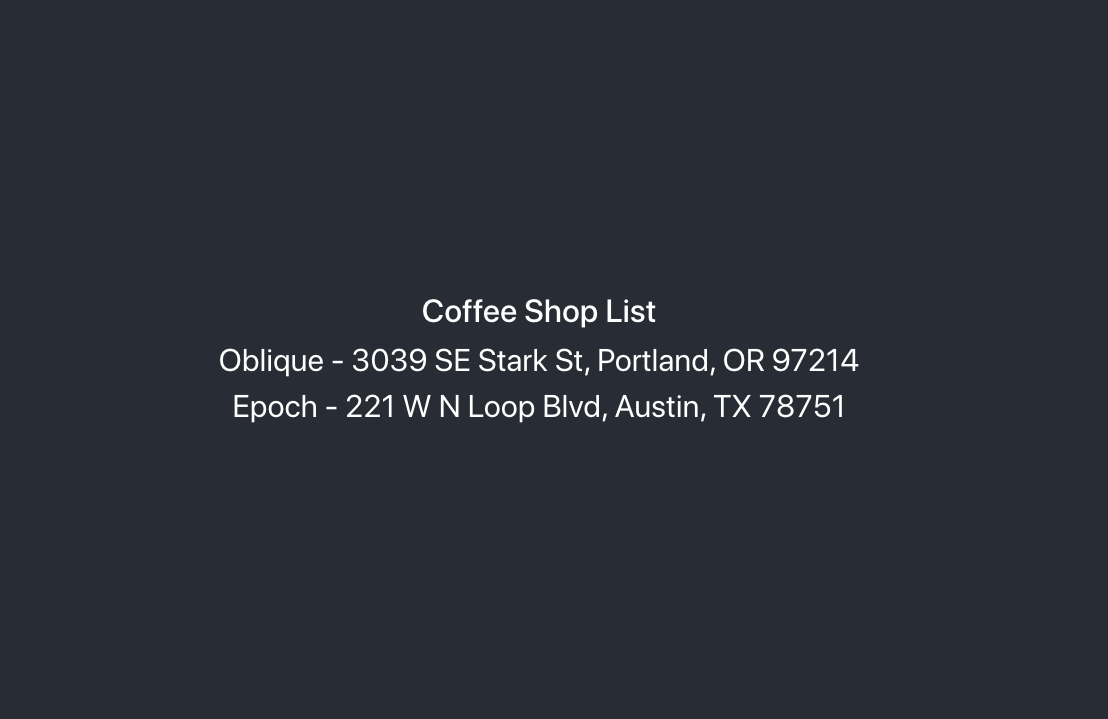 Coffee Shop List
Oblique - 3039 SE Stark St, Portland, OR 97214
Epoch - 221 W N Loop Blvd, Austin, TX 78751